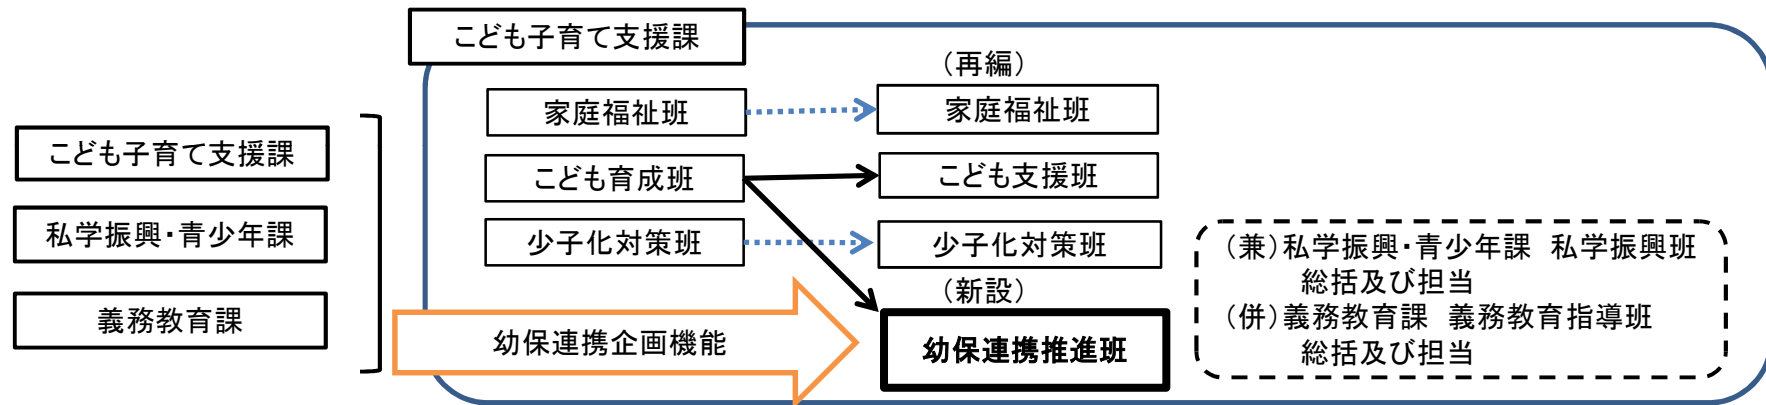 こども子育て支援課
(再編)
家庭福祉班
家庭福祉班
こども子育て支援課
こども育成班
こども支援班
私学振興・青少年課
少子化対策班
少子化対策班
(兼)私学振興・青少年課 私学振興班
総括及び担当
(新設)
(併)義務教育課 義務教育指導班
総括及び担当
義務教育課
幼保連携企画機能
幼保連携推進班